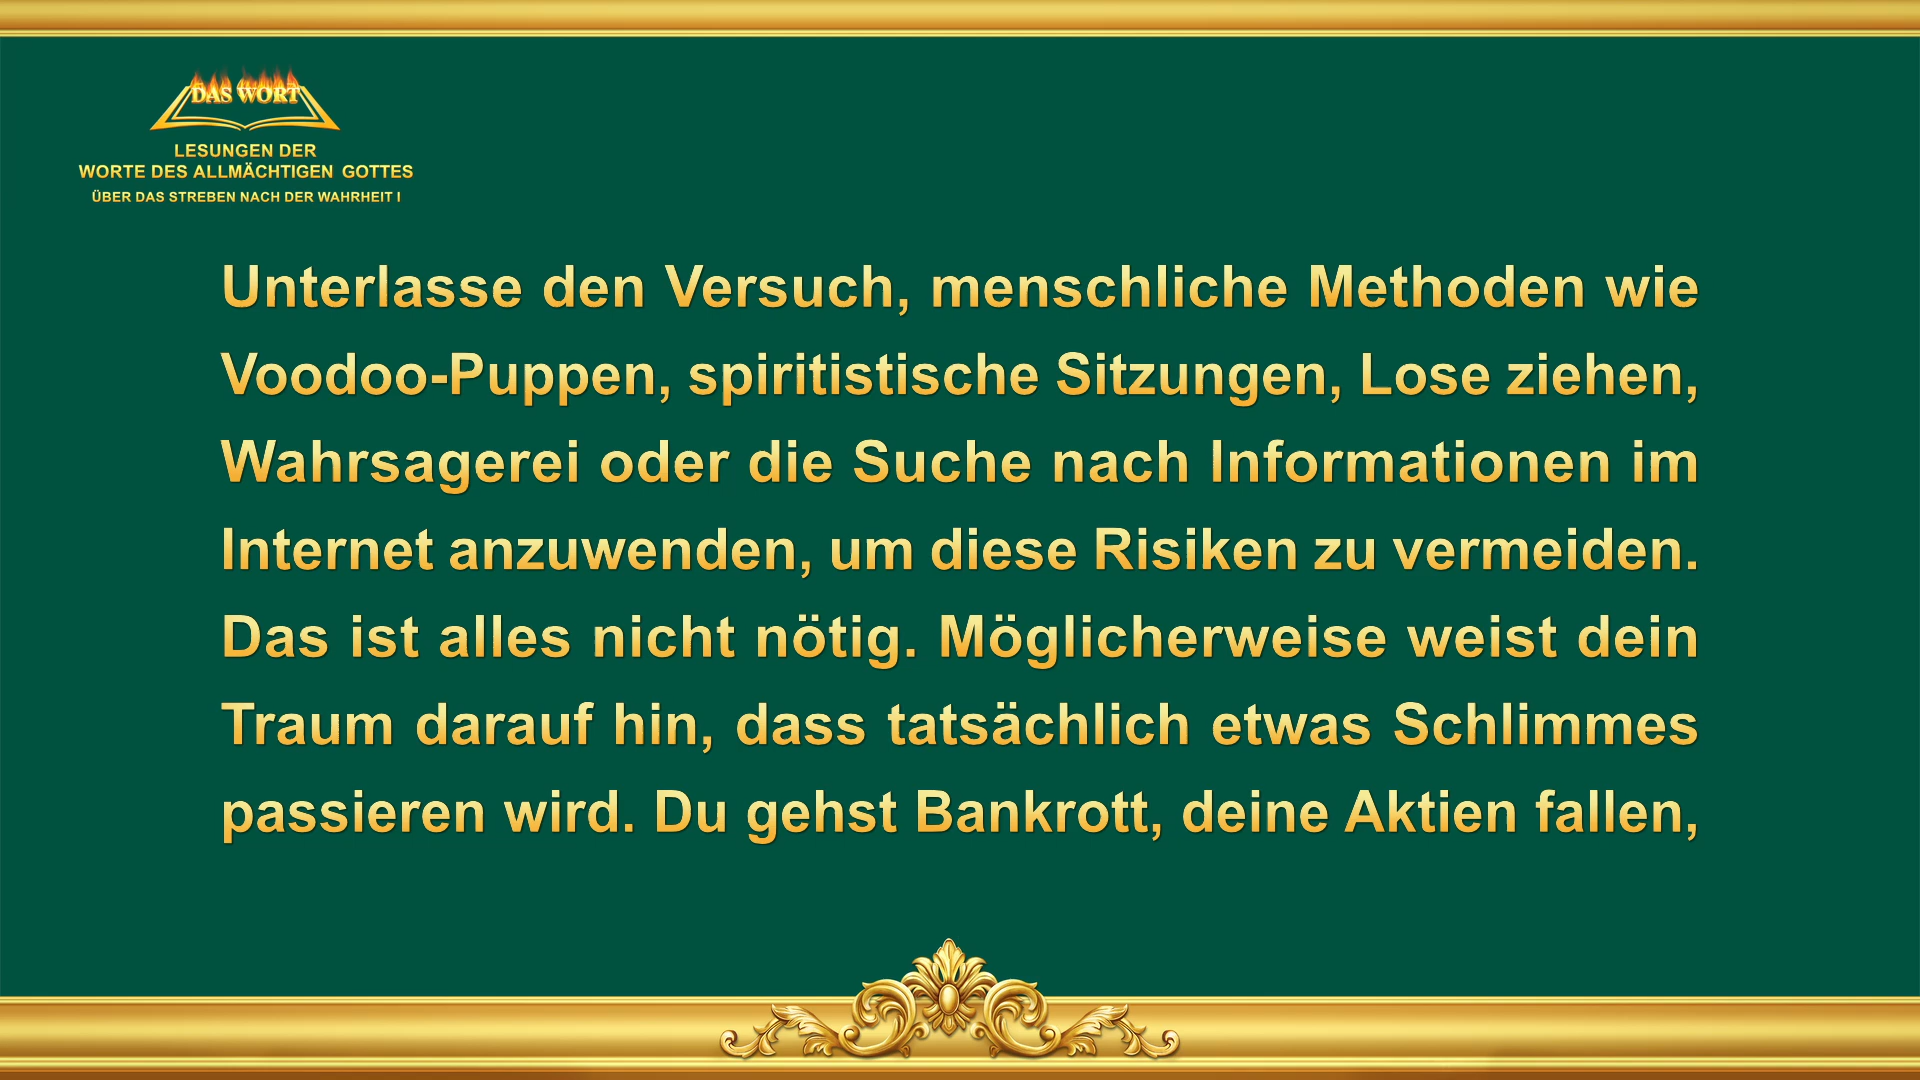 DAS WORT
LESUNGEN DER
WORTE DES ALLMÄCHTIGEN GOTTES
ÜBER DAS STREBEN NACH DER WAHRHEIT I
Unterlasse den Versuch, menschliche Methoden wie
Voodoo-Puppen, spiritistische Sitzungen, Lose ziehen,
Wahrsagerei oder die Suche nach Informationen im
Internet anzuwenden, um diese Risiken zu vermeiden.
Das ist alles nicht nötig. Möglicherweise weist dein
Traum darauf hin, dass tatsächlich etwas Schlimmes
passieren wird. Du gehst Bankrott, deine Aktien fallen,